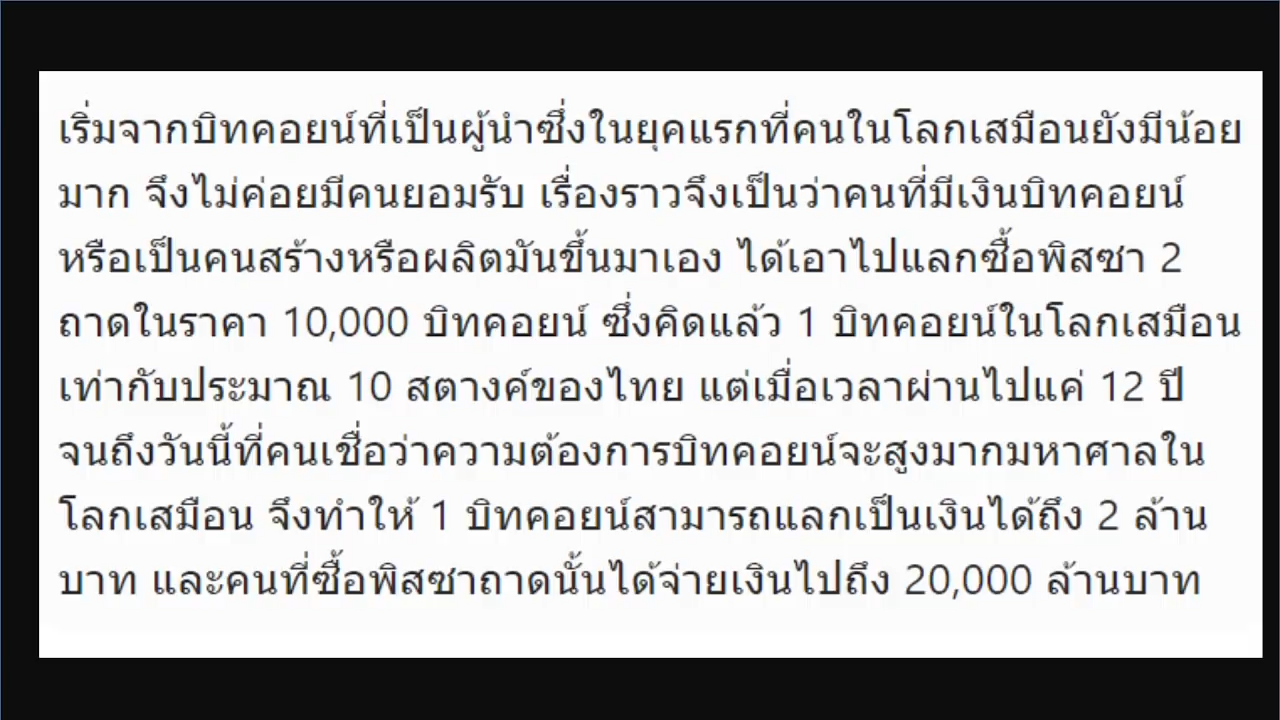 เริ่มจากบิทคอยน์ที่เป็นผู้นำซึ่งในยุคแรกที่คนในโลกเสมือนยังมีน้อย
มาก จึงไม่ค่อยมีคนยอมรับ เรื่องราวจึงเป็นว่าคนที่มีเงินบิทคอยน์
หรือเป็นคนสร้างหรือผลิตมันขึ้นมาเอง ได้เอาไปแลกซื้อพิสซา 2
ถาดในราคา 10,000 บิทคอยน์ ซึ่งคิดแล้ว 1 บิทคอยน์ในโลกเสมือน
เท่ากับประมาณ 10 สตางค์ของไทย แต่เมื่อเวลาผ่านไปแค่ 12 ปี
จนถึงวันนี้ที่คนเชื่อว่าความต้องการบิทคอยน์จะสูงมากมหาศาลใน
โลกเสมือน จึงทำให้ 1 บิทคอยน์สามารถแลกเป็นเงินได้ถึง 2 ล้าน
บาท และคนที่ซื้อพิสซาถาดนั้นได้จ่ายเงินไปถึง 20,000 ล้านบาท